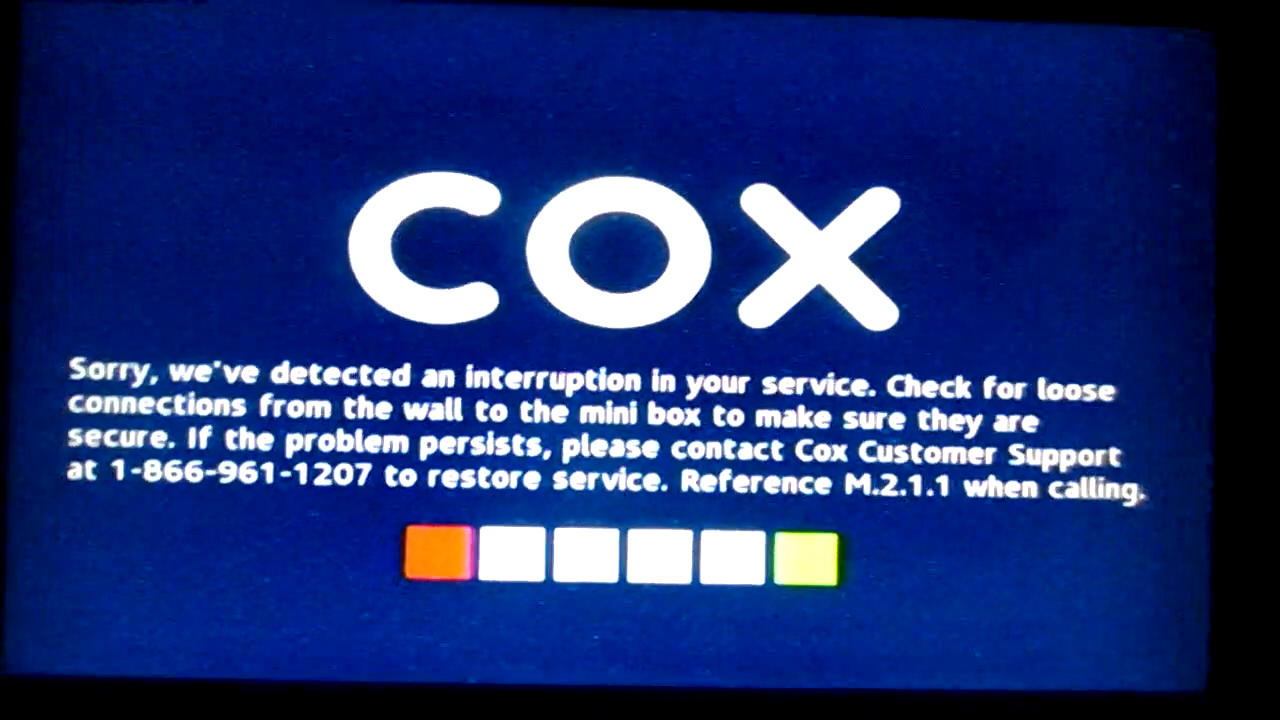 COX
Sorry, we've detected an interruption in your service. Check for loose
connections from the wall to the mini box to make sure they are
secure. If the problem persists, please contact Cox Customer Support
at 1-866-961-1207 to restore service. Reference M.2.1.1 when calling.